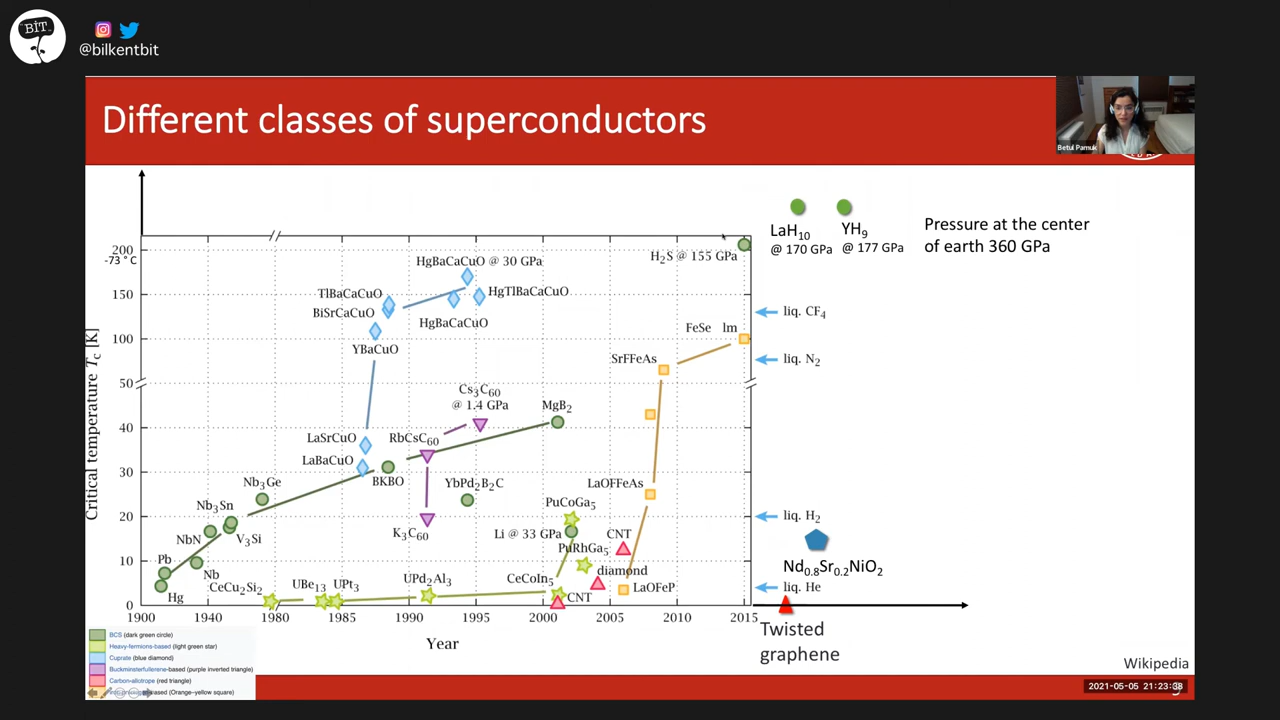 BİT
@bilkentbit
Different classes of superconductors
Betul Pamuk
LaH10
@ 170 GPa
YH9
@ 177 GPa
Pressure at the center
of earth 360 GPa
200
-73 °C
150
100
50
40
30
20
10
0
Critical temperature Tc [K]
HgBaCaCuO @ 30 GPa
H2S @ 155 GPa
TlBaCaCuO
HgTlBaCaCuO
BiSrCaCuO
HgBaCaCuO
YBaCuO
FeSe lm
SrFFeAs
liq. CF4
liq. N2
Cs3C60
@ 1.4 GPa
MgB2
LaSrCuO
RbCsC60
LaBaCuO
BKBO
YbPd2B2C
LaOFFeAs
Nb3Ge
Nb3Sn
PuCoGa5
liq. H2
NbN
V3Si
K3C60
Li @ 33 GPa
CNT
PuRhGa5
Pb
Nb
diamond
Nd0.8Sr0.2NiO2
Hg
CeCu2Si2
UBe13
UPt3
UPd2Al3
CeCoIn5
CNT
LaOFeP
liq. He
1900
1940
1980
1985
1990
1995
2000
2005
2010
2015
Year
Twisted
graphene
BCS (dark green circle)
Heavy-fermions-based (light green star)
Cuprate (blue diamond)
Buckminsterfullerene-based (purple inverted triangle)
Carbon-allotrope (red triangle)
(Orange-yellow square)
Wikipedia
2021-05-05 21:23:38